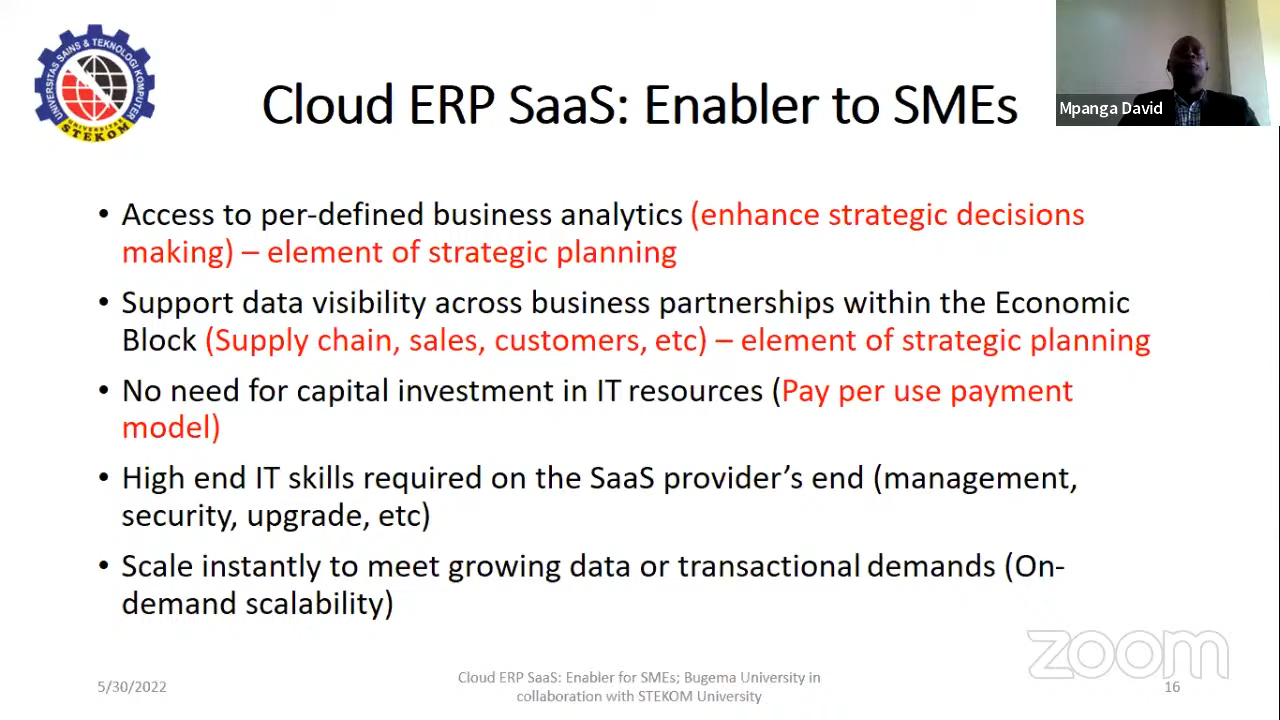 UNIVERSITAS SAINS & TEKNOLOGI KOMPUTER
UNIVERSITAS
STEKOM
Cloud ERP SaaS: Enabler to SMEs
Mpanga David
• Access to per-defined business analytics (enhance strategic decisions
making) – element of strategic planning
• Support data visibility across business partnerships within the Economic
Block (Supply chain, sales, customers, etc) – element of strategic planning
• No need for capital investment in IT resources (Pay per use payment
model)
• High end IT skills required on the SaaS provider’s end (management,
security, upgrade, etc)
• Scale instantly to meet growing data or transactional demands (On-
demand scalability)
zoom
5/30/2022
Cloud ERP SaaS: Enabler for SMEs; Bugema University in
collaboration with STEKOM University
16